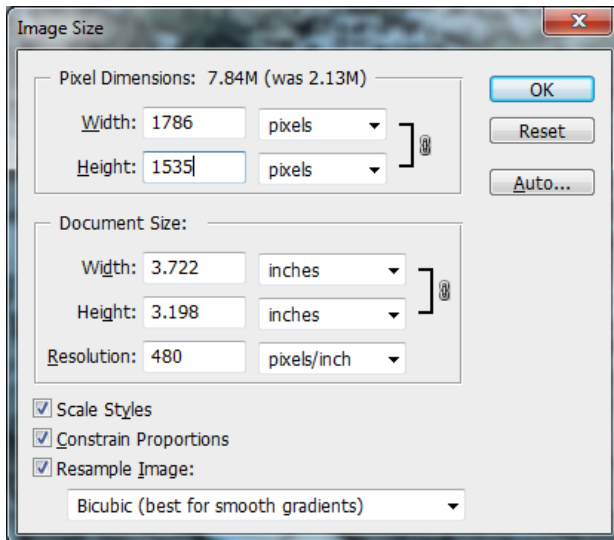 Image Size
Pixel Dimensions: 7.84M (was 2.13M)
OK
Width: 1786 pixels
Reset
Height: 1535 pixels
Auto...
Document Size:
Width: 3.722 inches
Height: 3.198 inches
Resolution: 480 pixels/inch
Scale Styles
Constrain Proportions
Resample Image:
Bicubic (best for smooth gradients)